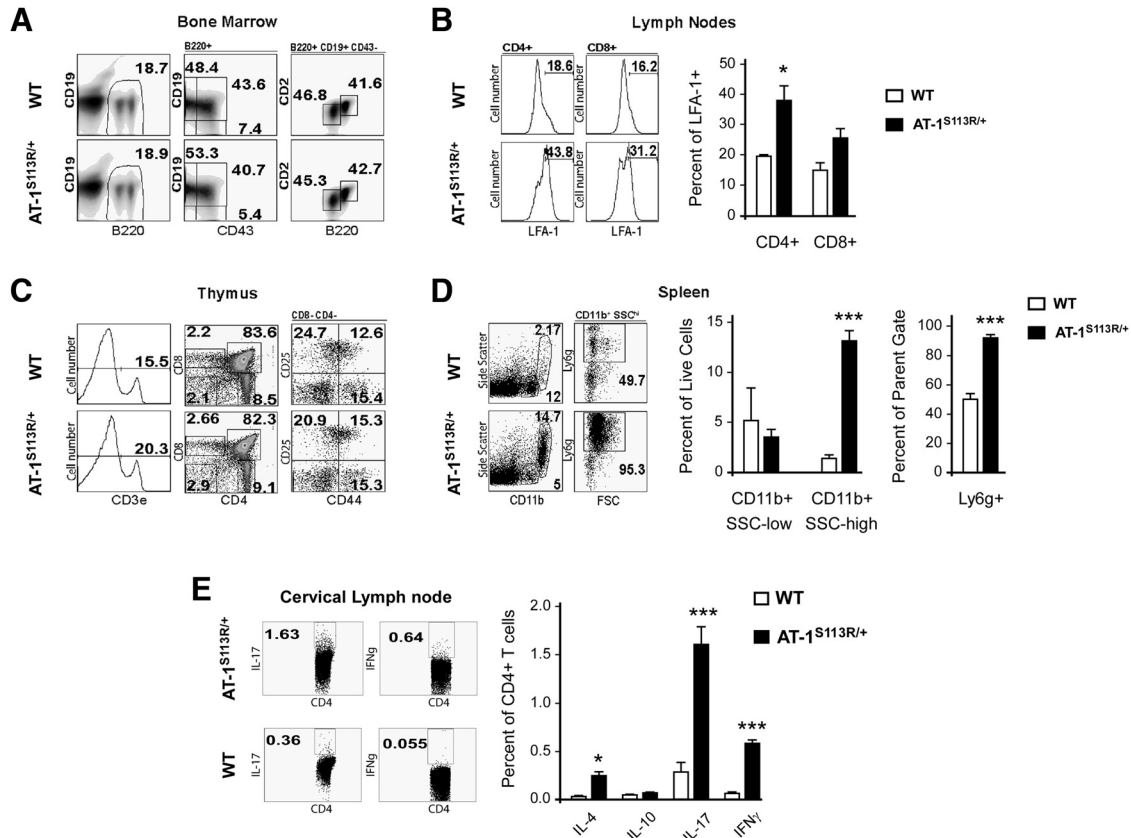 A
Bone Marrow
WT
AT-1S113R/+
B220+
B220+ CD19+ CD43-
CD19
18.7
CD19
48.4
43.6
7.4
CD2
46.8
41.6
CD19
18.9
CD19
53.3
40.7
5.4
CD2
45.3
42.7
B220
CD43
B220
B
Lymph Nodes
CD4+
CD8+
WT
AT-1S113R/+
Cell number
18.6
Cell number
16.2
Cell number
43.8
Cell number
31.2
LFA-1
LFA-1
Percent of LFA-1+
50
40
30
20
10
0
*
CD4+
CD8+
WT
AT-1S113R/+
C
Thymus
CD8- CD4-
WT
AT-1S113R/+
Cell number
15.5
CD8
2.2
83.6
2.1
8.5
CD25
24.7
12.6
15.4
Cell number
20.3
CD8
2.66
82.3
2.9
9.1
CD25
20.9
15.3
15.3
CD3e
CD4
CD44
D
Spleen
CD11b+ SSChi
WT
AT-1S113R/+
Side Scatter
2.17
12
Ly6g
49.7
Side Scatter
14.7
5
Ly6g
95.3
CD11b
FSC
Percent of Live Cells
15
10
5
0
***
CD11b+
SSC-low
CD11b+
SSC-high
Percent of Parent Gate
100
80
60
40
20
0
***
Ly6g+
WT
AT-1S113R/+
E
Cervical Lymph node
AT-1S113R/+
WT
IL-17
1.63
CD4
IFNg
0.64
CD4
IL-17
0.36
CD4
IFNg
0.055
CD4
Percent of CD4+ T cells
2.0
1.5
1.0
0.5
0.0
*
***
***
IL-4
IL-10
IL-17
IFNγ
WT
AT-1S113R/+